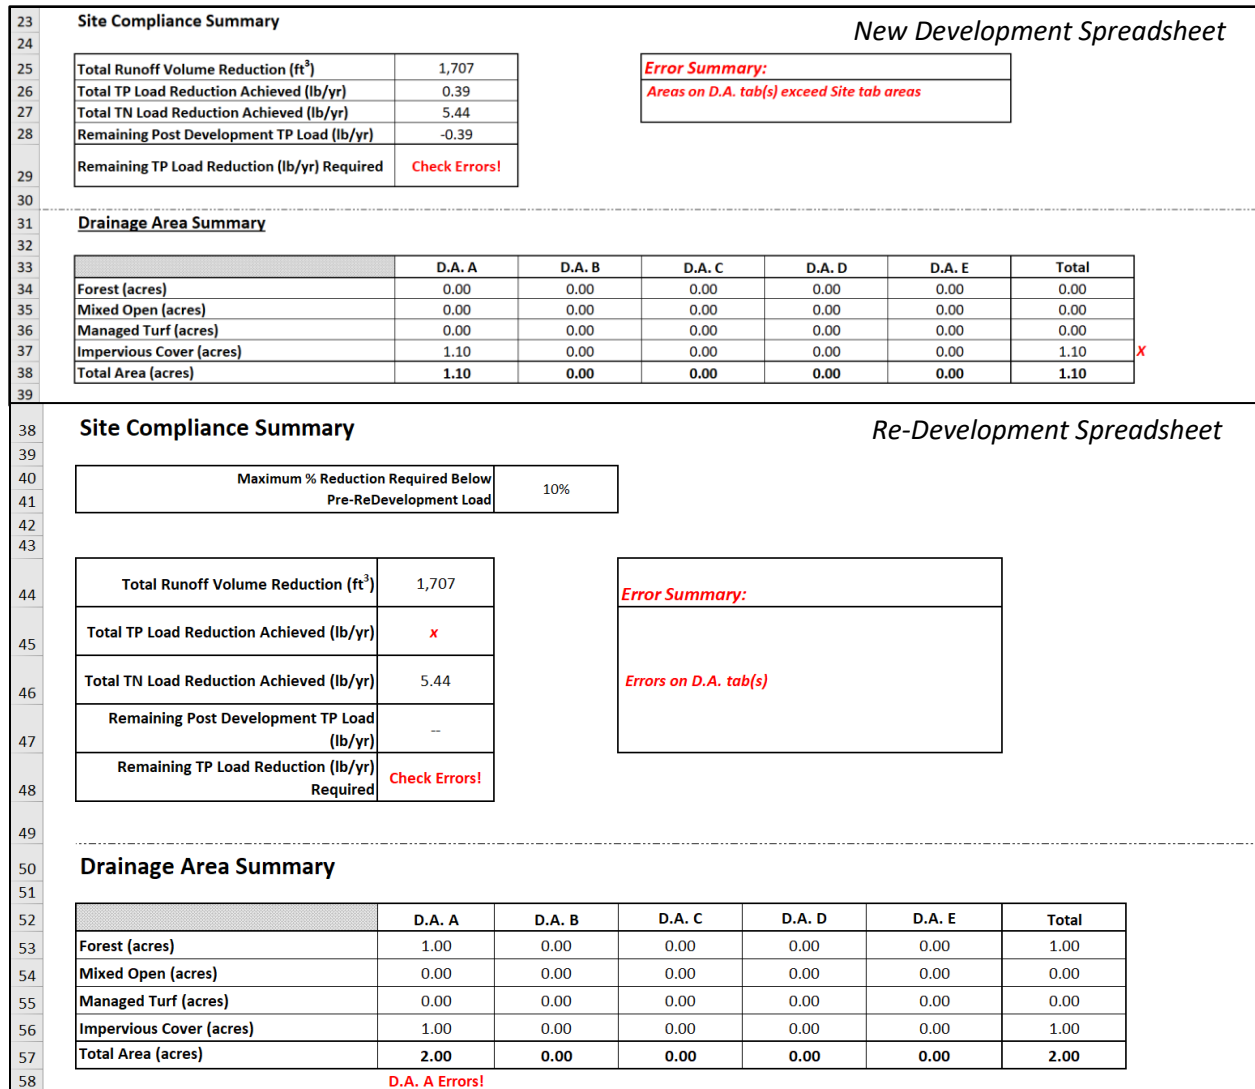 23 Site Compliance Summary New Development Spreadsheet
24
25 Total Runoff Volume Reduction (ft³) 1,707 Error Summary:
26 Total TP Load Reduction Achieved (lb/yr) 0.39 Areas on D.A. tab(s) exceed Site tab areas
27 Total TN Load Reduction Achieved (lb/yr) 5.44
28 Remaining Post Development TP Load (lb/yr) -0.39
29 Remaining TP Load Reduction (lb/yr) Required Check Errors!
30
31 Drainage Area Summary
32
33 D.A. A D.A. B D.A. C D.A. D D.A. E Total
34 Forest (acres) 0.00 0.00 0.00 0.00 0.00 0.00
35 Mixed Open (acres) 0.00 0.00 0.00 0.00 0.00 0.00
36 Managed Turf (acres) 0.00 0.00 0.00 0.00 0.00 0.00
37 Impervious Cover (acres) 1.10 0.00 0.00 0.00 0.00 1.10 X
38 Total Area (acres) 1.10 0.00 0.00 0.00 0.00 1.10
39
38 Site Compliance Summary Re-Development Spreadsheet
39
40 Maximum % Reduction Required Below
41 Pre-ReDevelopment Load 10%
42
43
44 Total Runoff Volume Reduction (ft³) 1,707 Error Summary:
45 Total TP Load Reduction Achieved (lb/yr) x
46 Total TN Load Reduction Achieved (lb/yr) 5.44 Errors on D.A. tab(s)
Remaining Post Development TP Load
47 (lb/yr) --
Remaining TP Load Reduction (lb/yr)
48 Required Check Errors!
49
50 Drainage Area Summary
51
52 D.A. A D.A. B D.A. C D.A. D D.A. E Total
53 Forest (acres) 1.00 0.00 0.00 0.00 0.00 1.00
54 Mixed Open (acres) 0.00 0.00 0.00 0.00 0.00 0.00
55 Managed Turf (acres) 0.00 0.00 0.00 0.00 0.00 0.00
56 Impervious Cover (acres) 1.00 0.00 0.00 0.00 0.00 1.00
57 Total Area (acres) 2.00 0.00 0.00 0.00 0.00 2.00
58 D.A. A Errors!